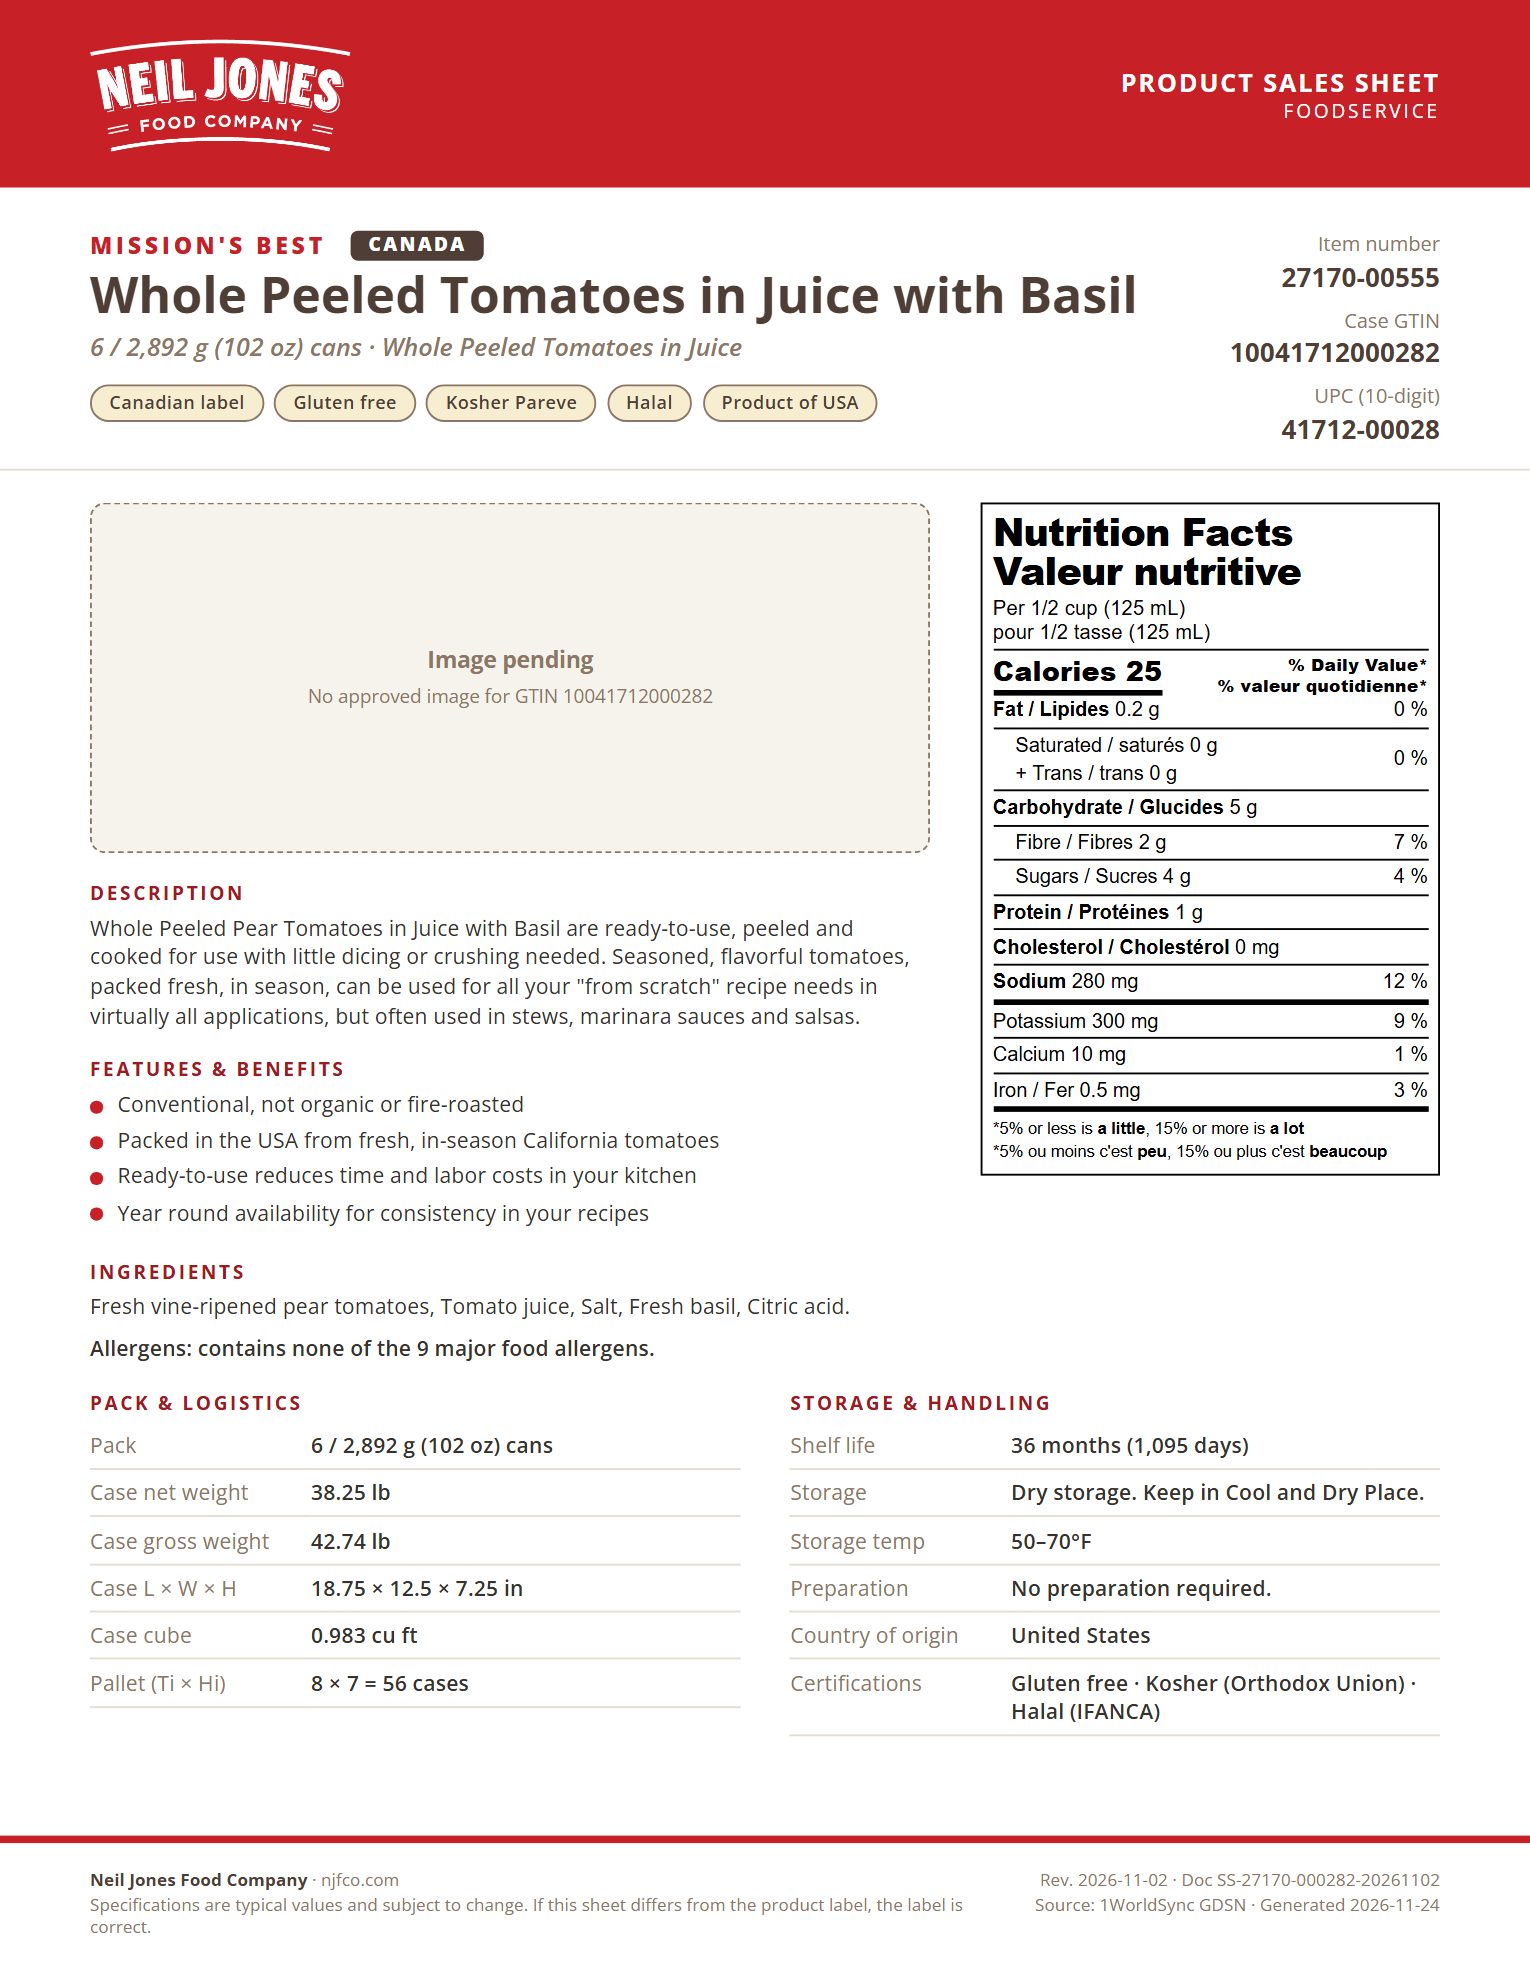 NEIL JONES
FOOD COMPANY
PRODUCT SALES SHEET
FOODSERVICE
MISSION'S BEST CANADA
Whole Peeled Tomatoes in Juice with Basil
6 / 2,892 g (102 oz) cans · Whole Peeled Tomatoes in Juice
Canadian label Gluten free Kosher Pareve Halal Product of USA
Item number
27170-00555
Case GTIN
10041712000282
UPC (10-digit)
41712-00028
Image pending
No approved image for GTIN 10041712000282
DESCRIPTION
Whole Peeled Pear Tomatoes in Juice with Basil are ready-to-use, peeled and
cooked for use with little dicing or crushing needed. Seasoned, flavorful tomatoes,
packed fresh, in season, can be used for all your "from scratch" recipe needs in
virtually all applications, but often used in stews, marinara sauces and salsas.
FEATURES & BENEFITS
Conventional, not organic or fire-roasted
Packed in the USA from fresh, in-season California tomatoes
Ready-to-use reduces time and labor costs in your kitchen
Year round availability for consistency in your recipes
Nutrition Facts
Valeur nutritive
Per 1/2 cup (125 mL)
pour 1/2 tasse (125 mL)
Calories 25
% Daily Value*
% valeur quotidienne*
Fat / Lipides 0.2 g 0 %
Saturated / saturés 0 g
+ Trans / trans 0 g 0 %
Carbohydrate / Glucides 5 g
Fibre / Fibres 2 g 7 %
Sugars / Sucres 4 g 4 %
Protein / Protéines 1 g
Cholesterol / Cholestérol 0 mg
Sodium 280 mg 12 %
Potassium 300 mg 9 %
Calcium 10 mg 1 %
Iron / Fer 0.5 mg 3 %
*5% or less is a little, 15% or more is a lot
*5% ou moins c'est peu, 15% ou plus c'est beaucoup
INGREDIENTS
Fresh vine-ripened pear tomatoes, Tomato juice, Salt, Fresh basil, Citric acid.
Allergens: contains none of the 9 major food allergens.
PACK & LOGISTICS
Pack 6 / 2,892 g (102 oz) cans
Case net weight 38.25 lb
Case gross weight 42.74 lb
Case L × W × H 18.75 × 12.5 × 7.25 in
Case cube 0.983 cu ft
Pallet (Ti × Hi) 8 × 7 = 56 cases
STORAGE & HANDLING
Shelf life 36 months (1,095 days)
Storage Dry storage. Keep in Cool and Dry Place.
Storage temp 50–70°F
Preparation No preparation required.
Country of origin United States
Certifications Gluten free · Kosher (Orthodox Union) ·
Halal (IFANCA)
Neil Jones Food Company · njfco.com
Specifications are typical values and subject to change. If this sheet differs from the product label, the label is
correct.
Rev. 2026-11-02 · Doc SS-27170-000282-20261102
Source: 1WorldSync GDSN · Generated 2026-11-24